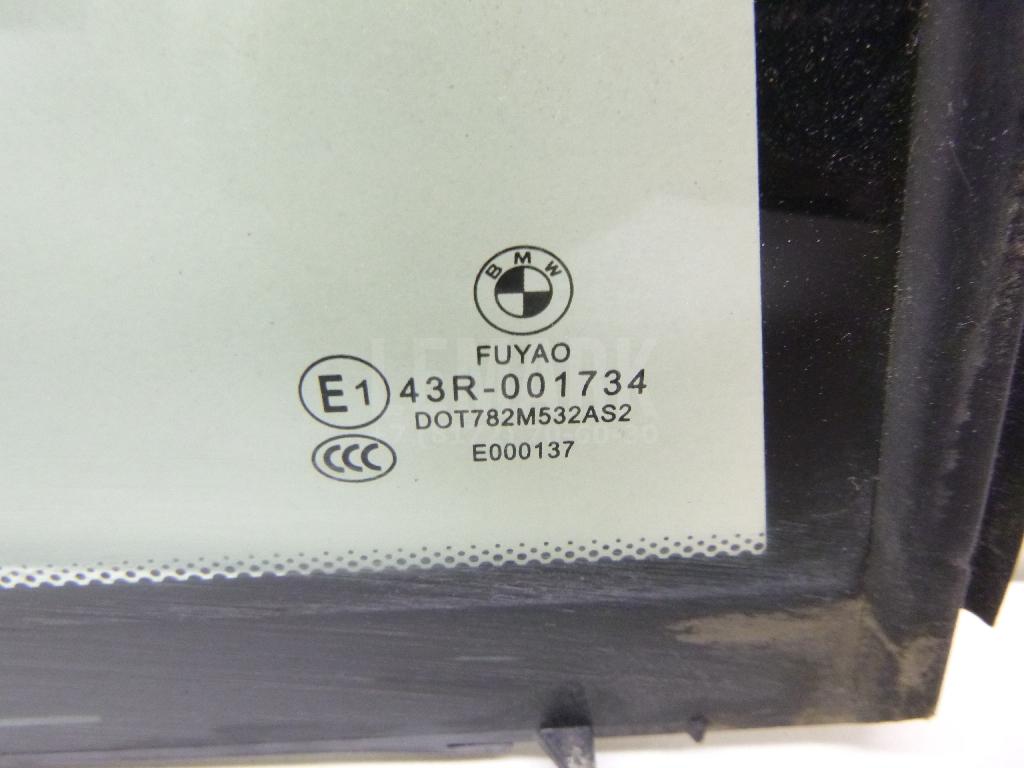 BMW
FUYAO
E1 43R-001734
DOT782M532AS2
CCC E000137